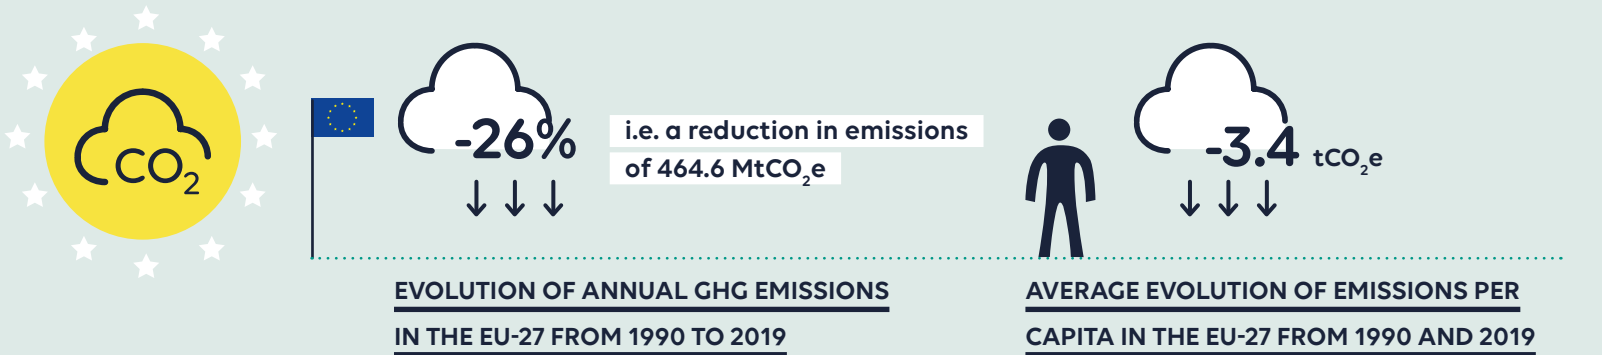 CO₂
-26%
i.e. a reduction in emissions
of 464.6 MtCO₂e
EVOLUTION OF ANNUAL GHG EMISSIONS
IN THE EU-27 FROM 1990 TO 2019
-3.4 tCO₂e
AVERAGE EVOLUTION OF EMISSIONS PER
CAPITA IN THE EU-27 FROM 1990 AND 2019